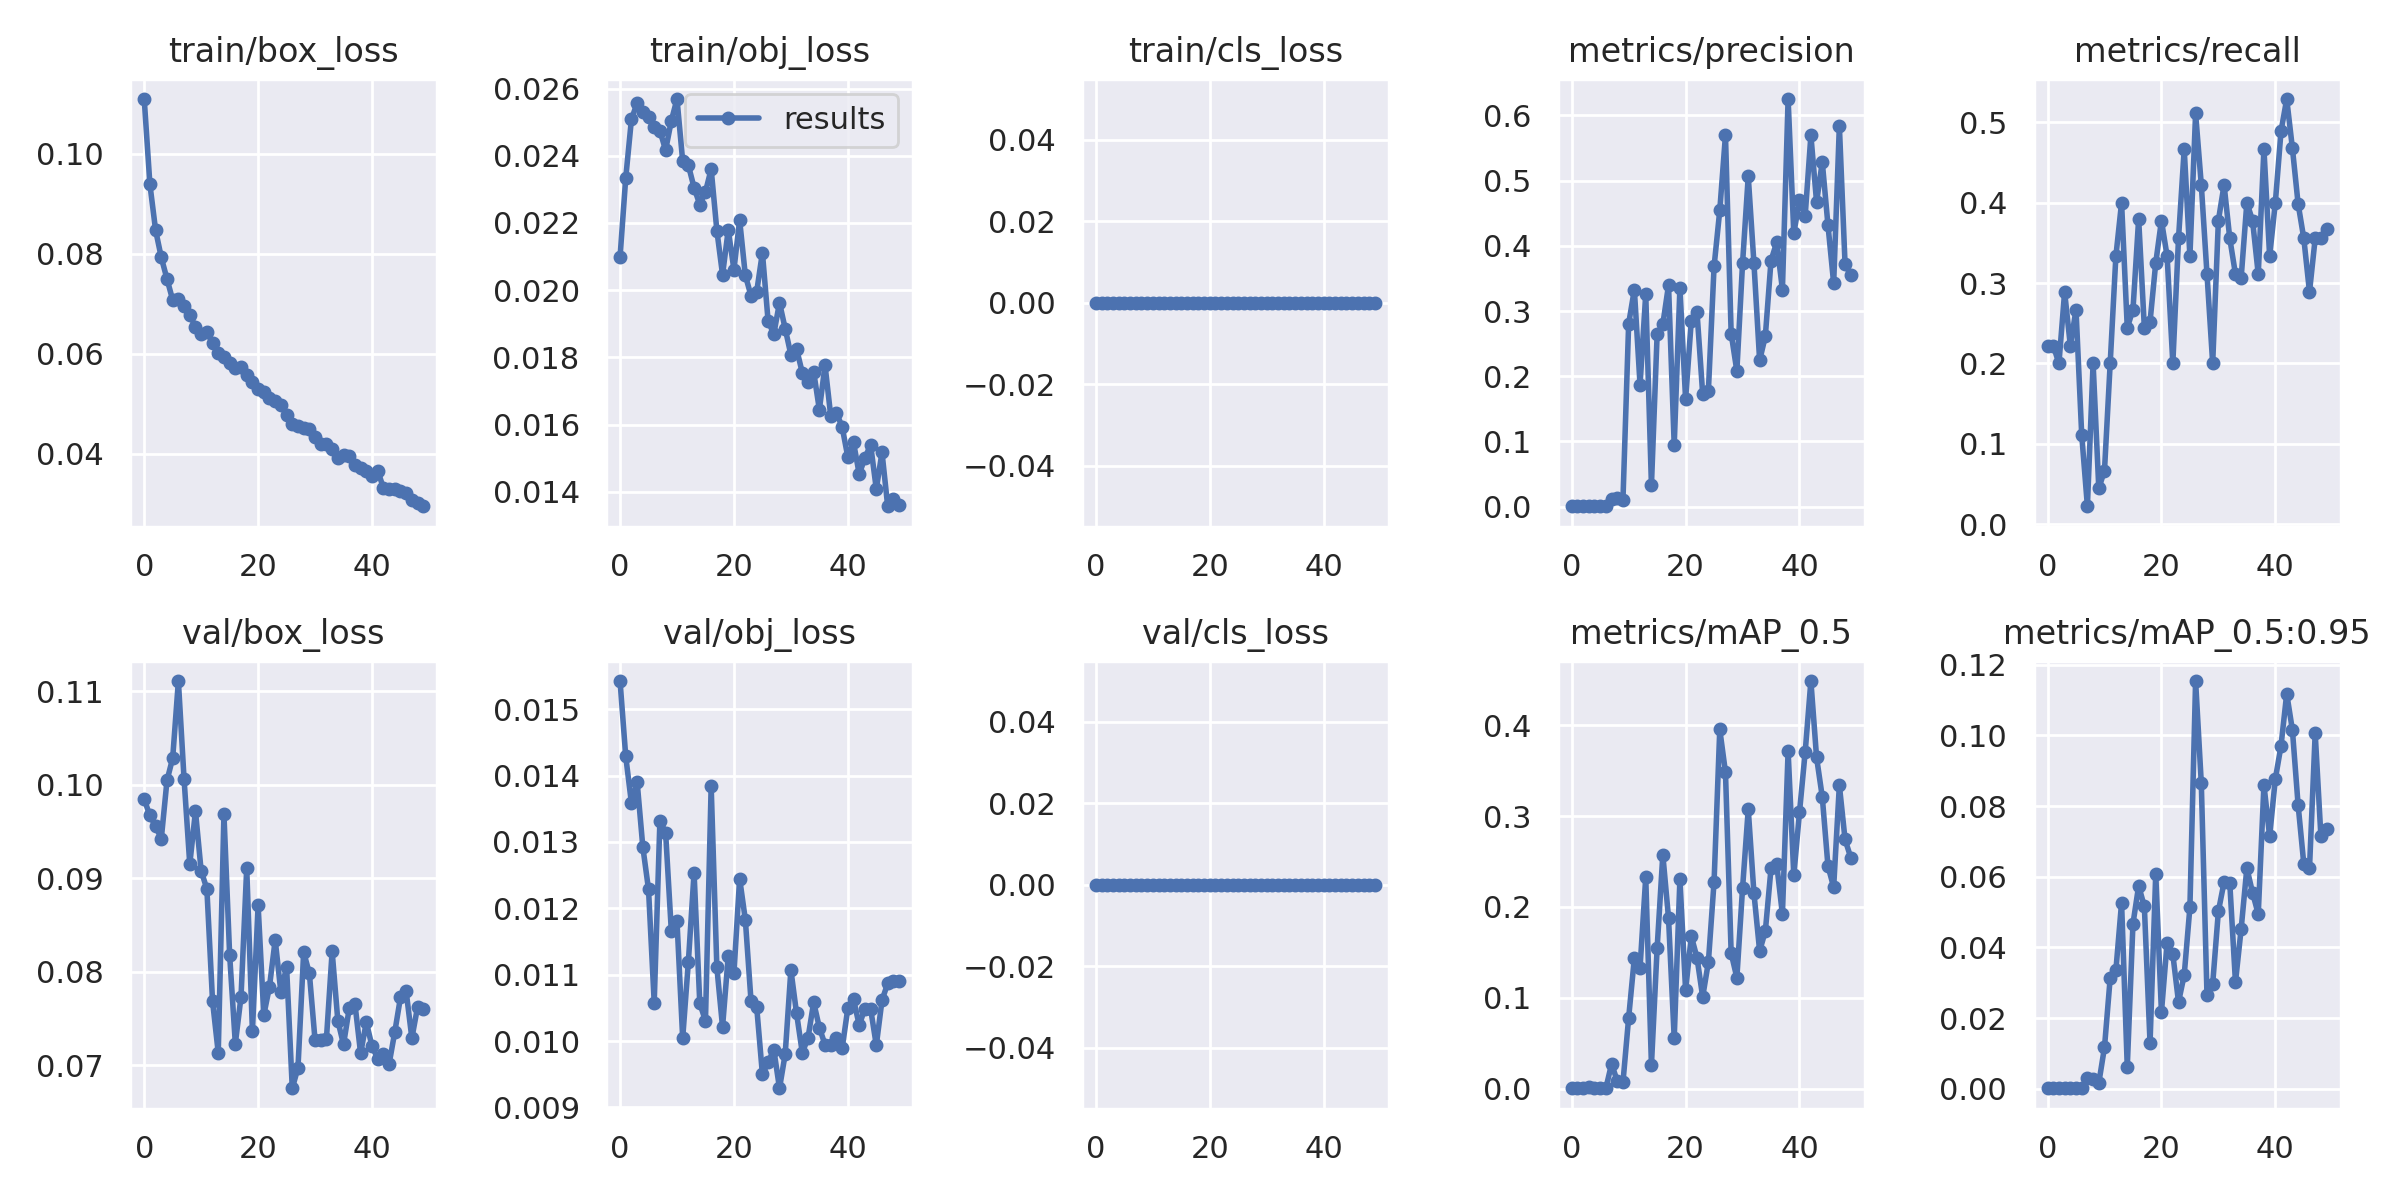 train/box_loss
0.10
0.08
0.06
0.04
0 20 40
train/obj_loss
results
0.026
0.024
0.022
0.020
0.018
0.016
0.014
0 20 40
train/cls_loss
0.04
0.02
0.00
−0.02
−0.04
0 20 40
metrics/precision
0.6
0.5
0.4
0.3
0.2
0.1
0.0
0 20 40
metrics/recall
0.5
0.4
0.3
0.2
0.1
0.0
0 20 40
val/box_loss
0.11
0.10
0.09
0.08
0.07
0 20 40
val/obj_loss
0.015
0.014
0.013
0.012
0.011
0.010
0.009
0 20 40
val/cls_loss
0.04
0.02
0.00
−0.02
−0.04
0 20 40
metrics/mAP_0.5
0.4
0.3
0.2
0.1
0.0
0 20 40
metrics/mAP_0.5:0.95
0.12
0.10
0.08
0.06
0.04
0.02
0.00
0 20 40